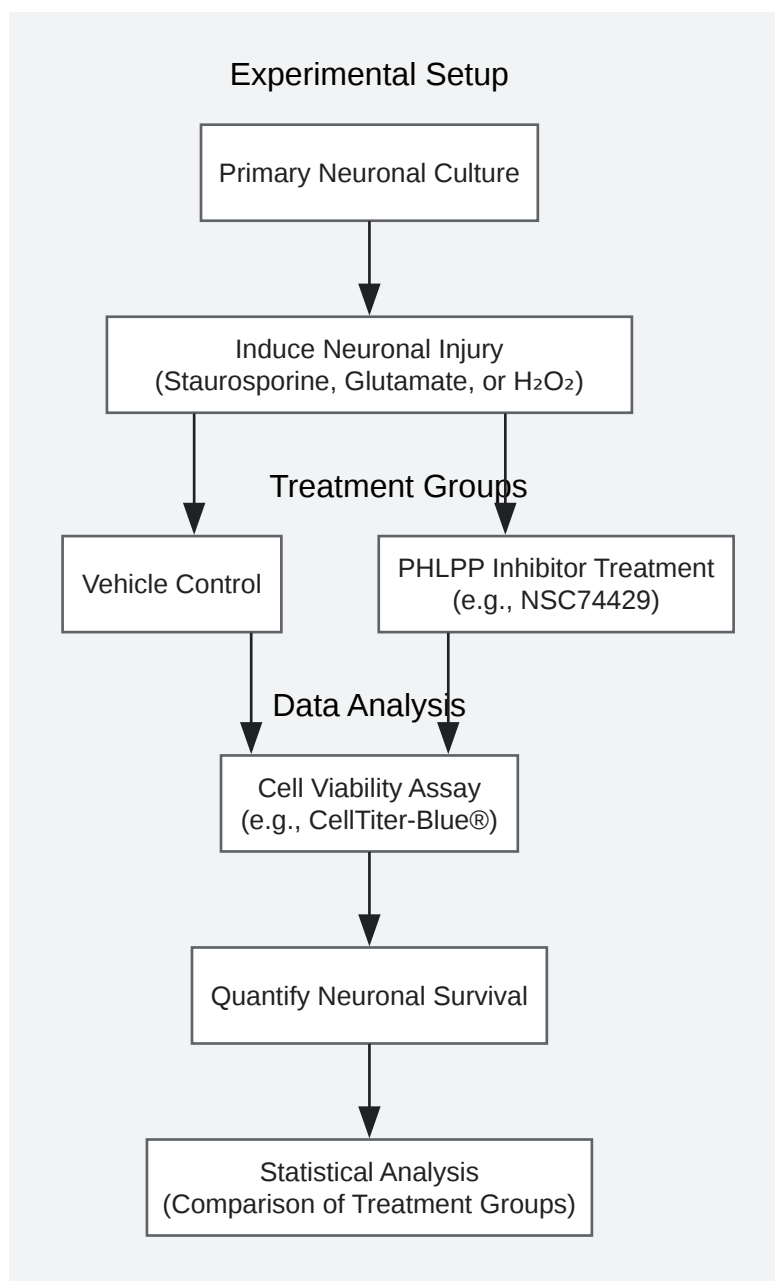 Experimental Setup
Primary Neuronal Culture
Induce Neuronal Injury
(Staurosporine, Glutamate, or H₂O₂)
Treatment Groups
Vehicle Control
PHLPP Inhibitor Treatment
(e.g., NSC74429)
Data Analysis
Cell Viability Assay
(e.g., CellTiter-Blue®)
Quantify Neuronal Survival
Statistical Analysis
(Comparison of Treatment Groups)